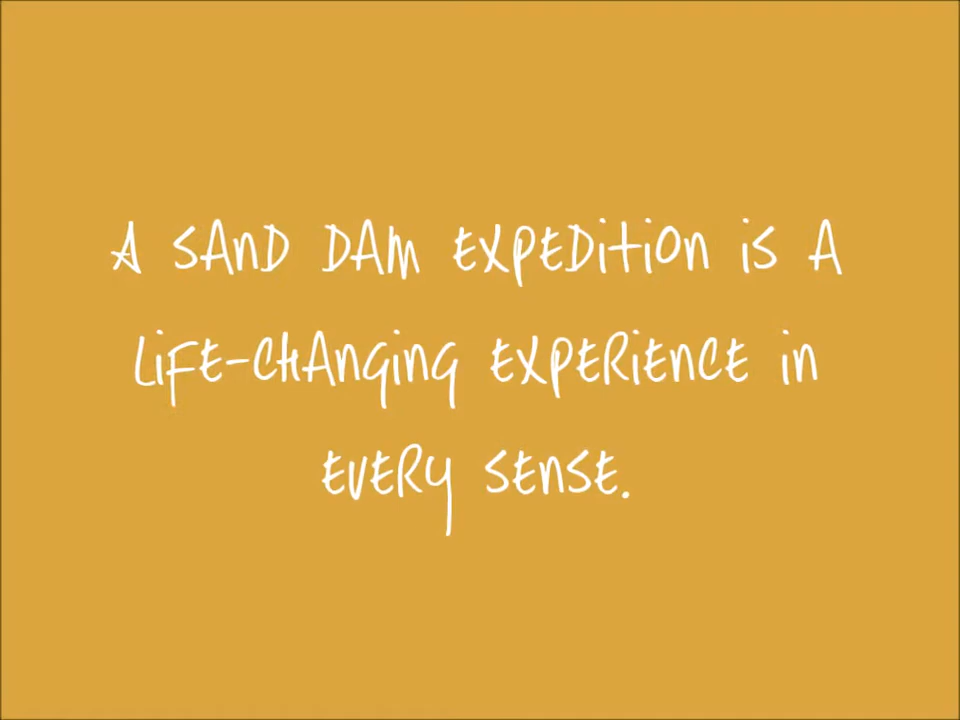 A SAND DAM EXPEDITION IS A
LIFE-CHANGING EXPERIENCE IN
EVERY SENSE.